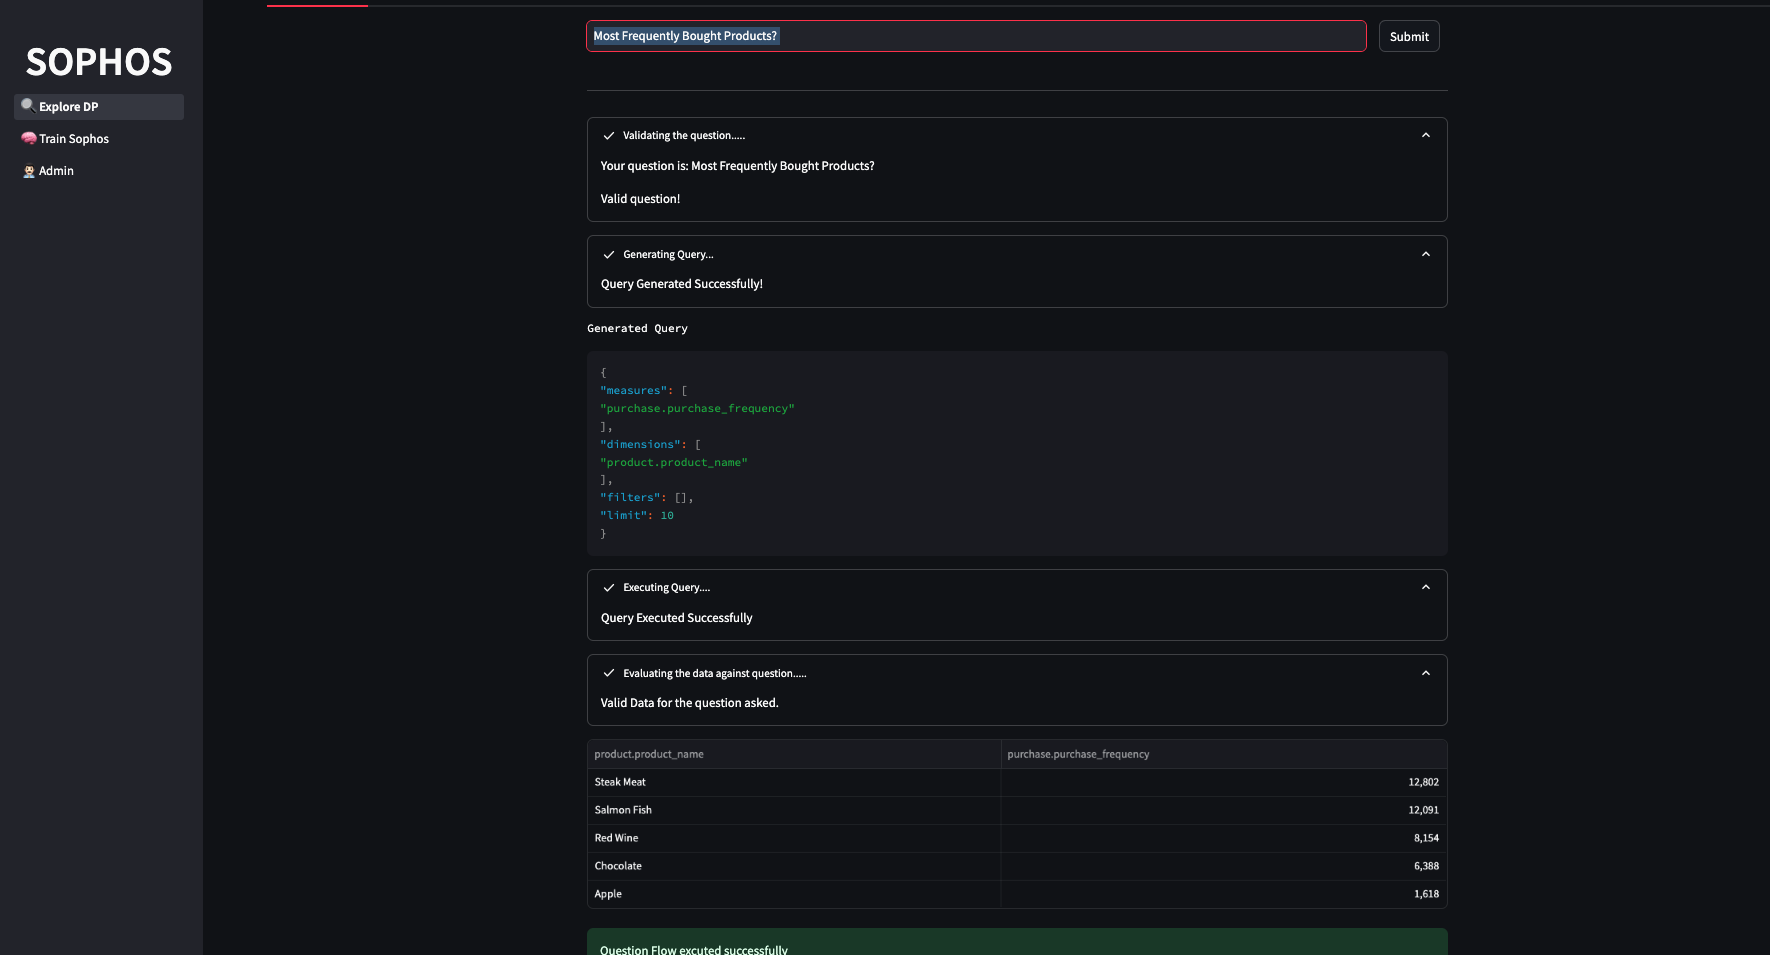 SOPHOS
Explore DP
Train Sophos
Admin
Most Frequently Bought Products?
Submit
Validating the question.....
Your question is: Most Frequently Bought Products?
Valid question!
Generating Query...
Query Generated Successfully!
Generated Query
{
"measures": [
"purchase.purchase_frequency"
],
"dimensions": [
"product.product_name"
],
"filters": [],
"limit": 10
}
Executing Query....
Query Executed Successfully
Evaluating the data against question.....
Valid Data for the question asked.
product.product_name purchase.purchase_frequency
Steak Meat 12,802
Salmon Fish 12,091
Red Wine 8,154
Chocolate 6,388
Apple 1,618
Question Flow excuted successfully